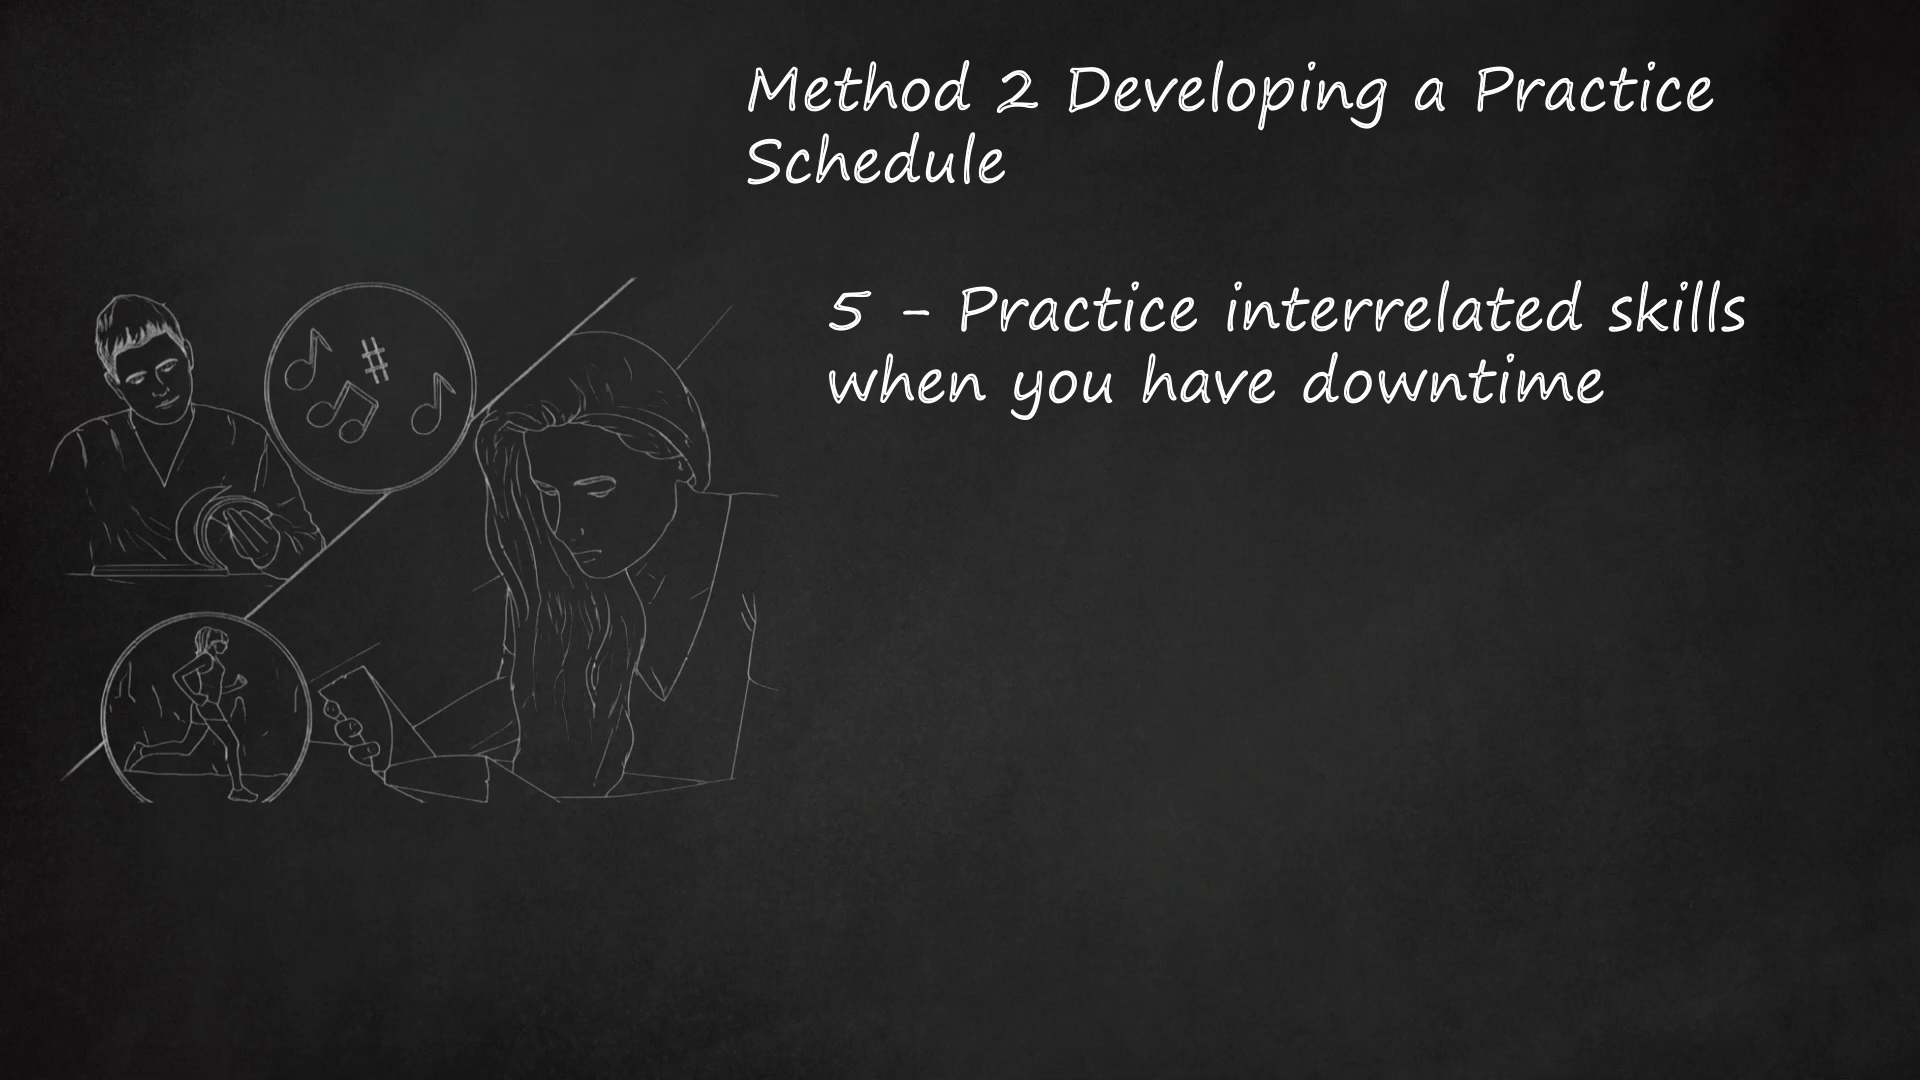 Method 2 Developing a Practice
Schedule
5 - Practice interrelated skills
when you have downtime